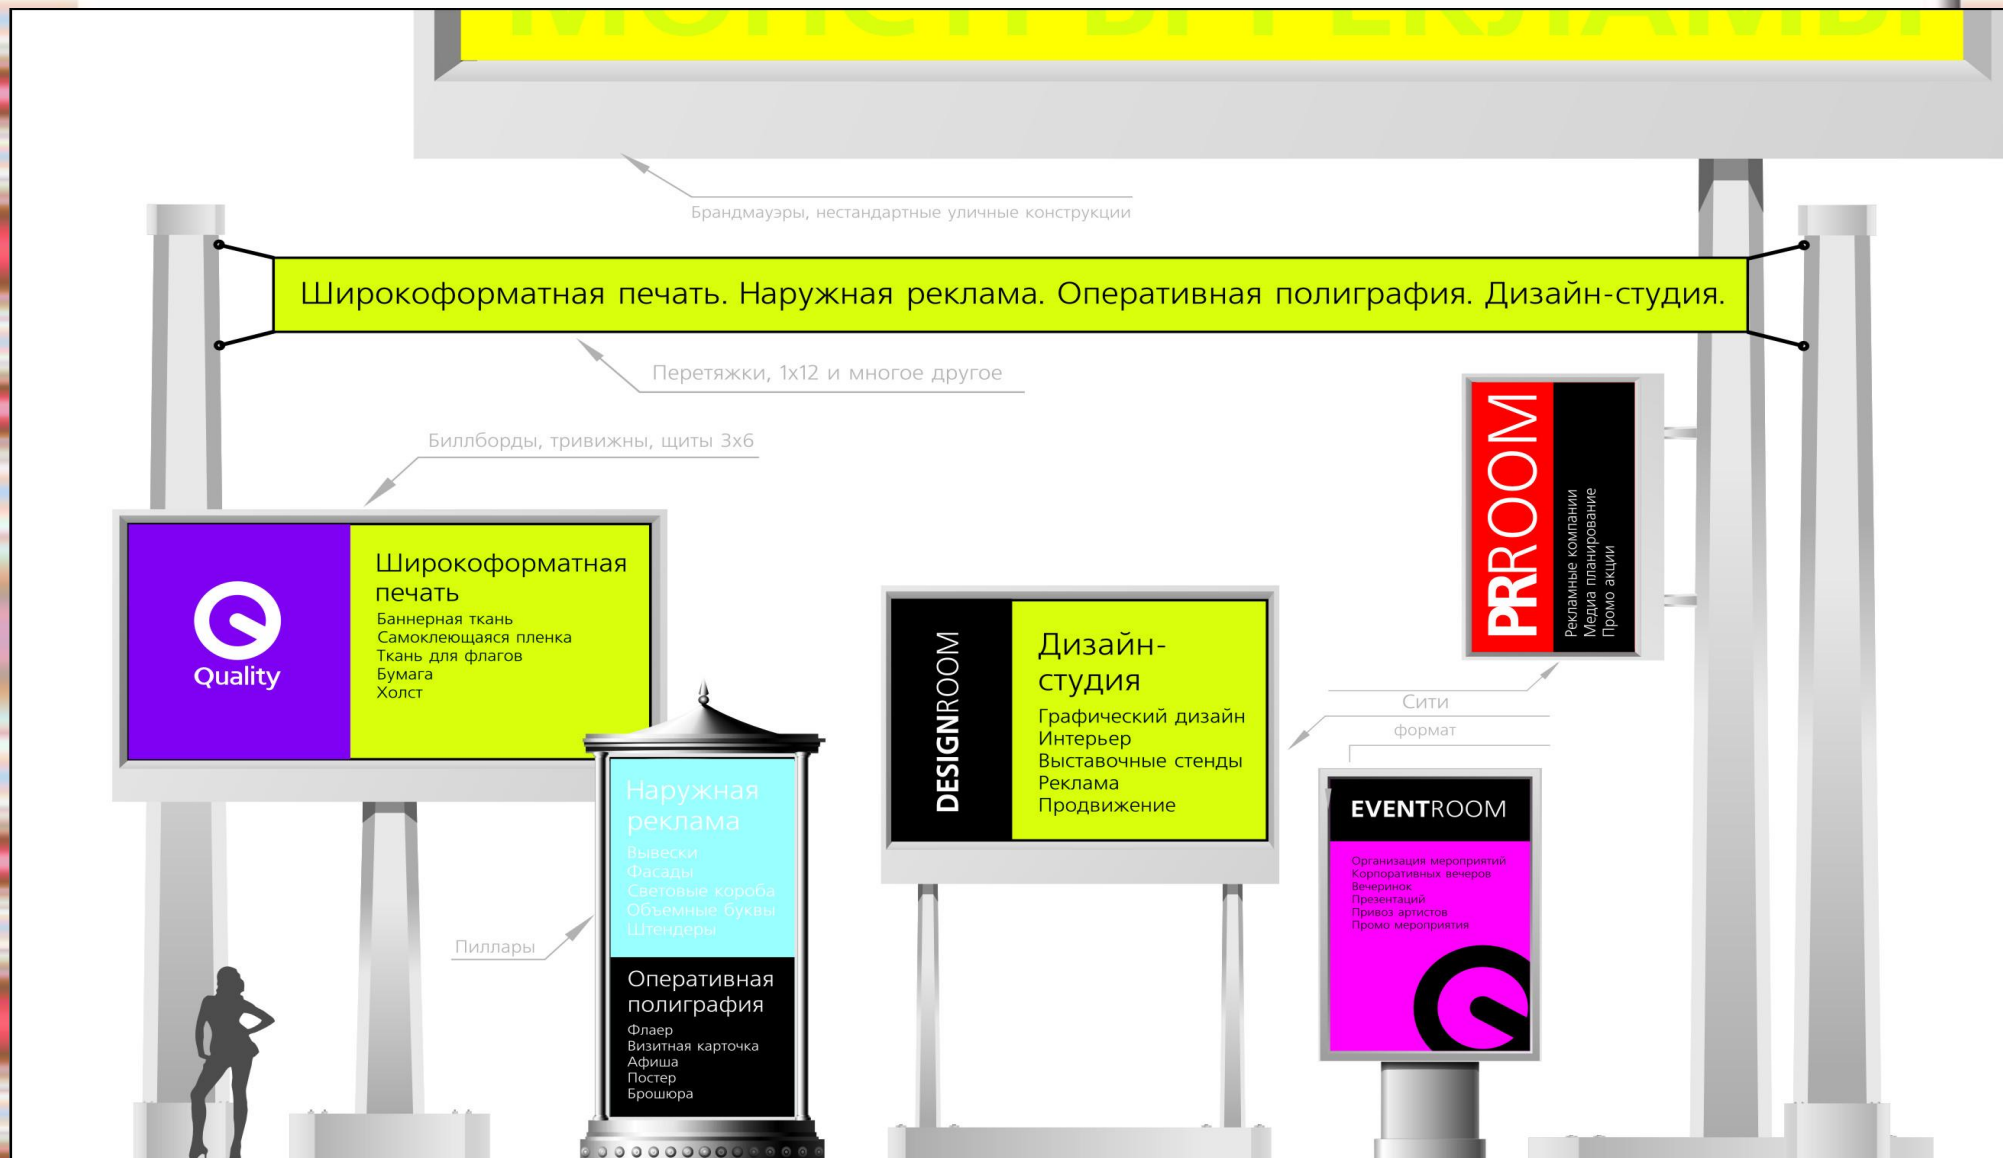 МОНСТРЫ РЕКЛАМЫ
Брандмауэры, нестандартные уличные конструкции
Широкоформатная печать. Наружная реклама. Оперативная полиграфия. Дизайн-студия.
Перетяжки, 1х12 и многое другое
Биллборды, тривижны, щиты 3х6
Quality
Широкоформатная
печать
Баннерная ткань
Самоклеющаяся пленка
Ткань для флагов
Бумага
Холст
Наружная
реклама
Вывески
Фасады
Световые короба
Объемные буквы
Штендеры
Оперативная
полиграфия
Флаер
Визитная карточка
Афиша
Постер
Брошюра
Пиллары
DESIGNROOM
Дизайн-
студия
Графический дизайн
Интерьер
Выставочные стенды
Реклама
Продвижение
PRROOM
Рекламные компании
Медиа планирование
Промо акции
Сити
формат
EVENTROOM
Организация мероприятий
Корпоративных вечеров
Вечеринок
Презентаций
Привоз артистов
Промо мероприятия